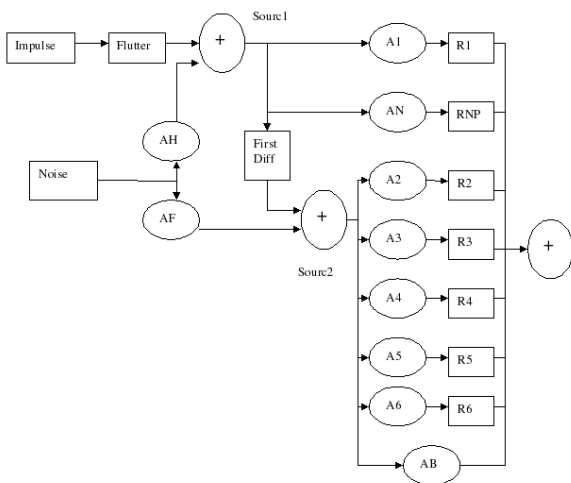 Sourc1
Impulse
Flutter
+
A1
R1
AN
RNP
AH
First
Diff
Noise
A2
R2
AF
+
A3
R3
+
Sourc2
A4
R4
A5
R5
A6
R6
AB